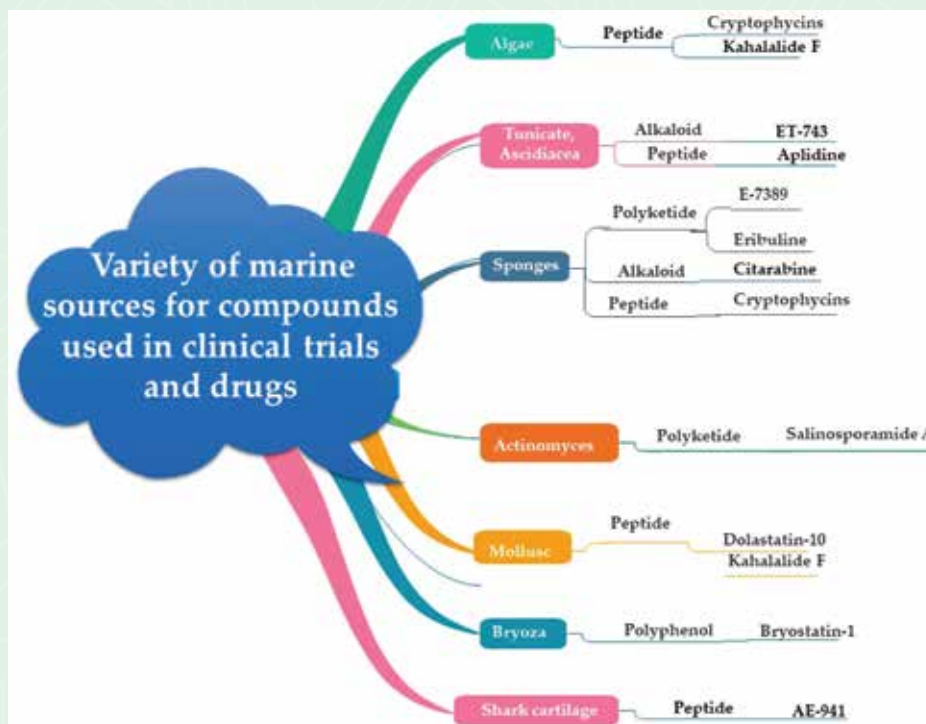 Variety of marine
sources for compounds
used in clinical trials
and drugs
Algae
Peptide
Cryptophycins
Kahalalide F
Tunicate,
Ascidiacea
Alkaloid
ET-743
Peptide
Aplidine
Sponges
Polyketide
E-7389
Eribuline
Alkaloid
Citarabine
Peptide
Cryptophycins
Actinomyces
Polyketide
Salinosporamide A
Mollusc
Peptide
Dolastatin-10
Kahalalide F
Bryoza
Polyphenol
Bryostatin-1
Shark cartilage
Peptide
AE-941